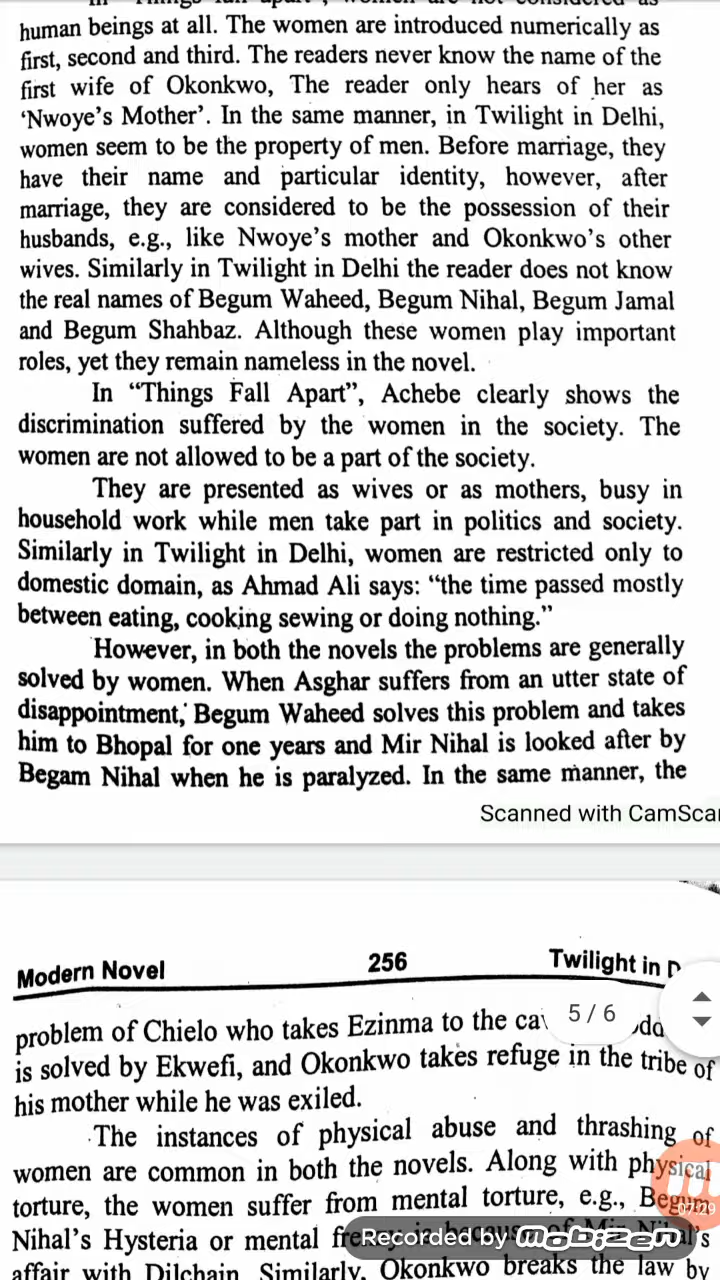 human beings at all. The women are introduced numerically as
first, second and third. The readers never know the name of the
first wife of Okonkwo, The reader only hears of her as
‘Nwoye’s Mother’. In the same manner, in Twilight in Delhi,
women seem to be the property of men. Before marriage, they
have their name and particular identity, however, after
marriage, they are considered to be the possession of their
husbands, e.g., like Nwoye’s mother and Okonkwo’s other
wives. Similarly in Twilight in Delhi the reader does not know
the real names of Begum Waheed, Begum Nihal, Begum Jamal
and Begum Shahbaz. Although these women play important
roles, yet they remain nameless in the novel.
In “Things Fall Apart”, Achebe clearly shows the
discrimination suffered by the women in the society. The
women are not allowed to be a part of the society.
They are presented as wives or as mothers, busy in
household work while men take part in politics and society.
Similarly in Twilight in Delhi, women are restricted only to
domestic domain, as Ahmad Ali says: “the time passed mostly
between eating, cooking sewing or doing nothing.”
However, in both the novels the problems are generally
solved by women. When Asghar suffers from an utter state of
disappointment, Begum Waheed solves this problem and takes
him to Bhopal for one years and Mir Nihal is looked after by
Begam Nihal when he is paralyzed. In the same manner, the
Scanned with CamScan
Modern Novel 256 Twilight in D
problem of Chielo who takes Ezinma to the
5 / 6
is solved by Ekwefi, and Okonkwo takes refuge in the tribe of
his mother while he was exiled.
The instances of physical abuse and thrashing of
women are common in both the novels. Along with physical
torture, the women suffer from mental torture, e.g., Begum
07:29
Nihal’s Hysteria or mental
Recorded by mobizen
affair with Dilchain. Similarly, Okonkwo breaks the law by